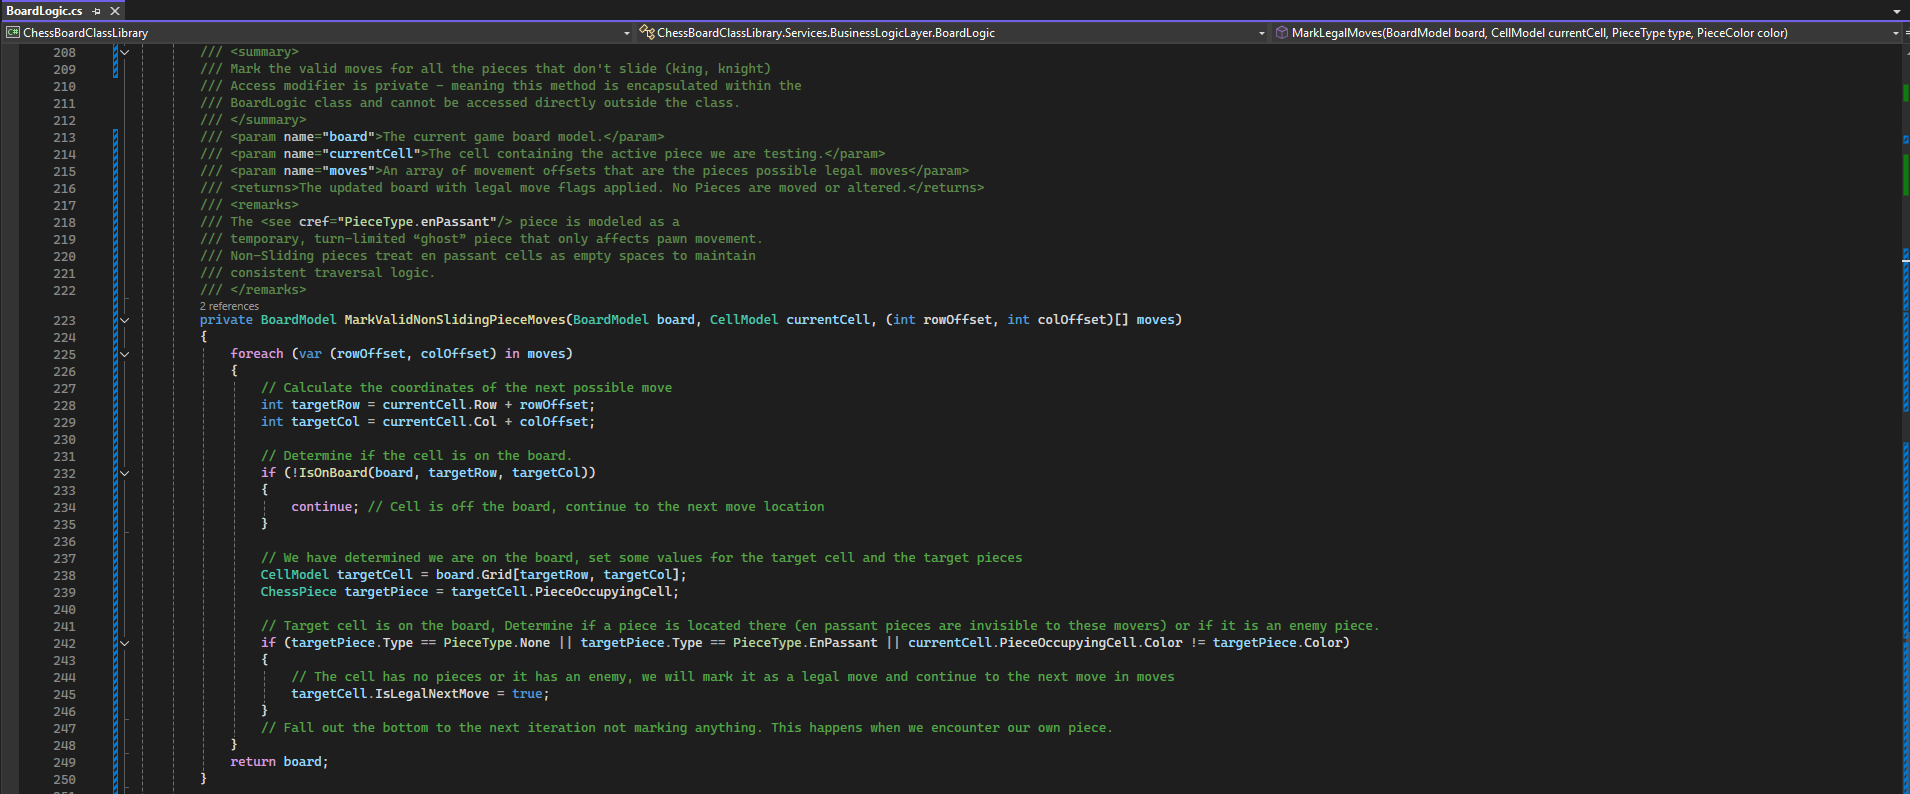 BoardLogic.cs
ChessBoardClassLibrary
ChessBoardClassLibrary.Services.BusinessLogicLayer.BoardLogic
MarkLegalMoves(BoardModel board, CellModel currentCell, PieceType type, PieceColor color)
208 /// <summary>
209 /// Mark the valid moves for all the pieces that don't slide (king, knight)
210 /// Access modifier is private - meaning this method is encapsulated within the
211 /// BoardLogic class and cannot be accessed directly outside the class.
212 /// </summary>
213 /// <param name="board">The current game board model.</param>
214 /// <param name="currentCell">The cell containing the active piece we are testing.</param>
215 /// <param name="moves">An array of movement offsets that are the pieces possible legal moves</param>
216 /// <returns>The updated board with legal move flags applied. No Pieces are moved or altered.</returns>
217 /// <remarks>
218 /// The <see cref="PieceType.enPassant"/> piece is modeled as a
219 /// temporary, turn-limited “ghost” piece that only affects pawn movement.
220 /// Non-Sliding pieces treat en passant cells as empty spaces to maintain
221 /// consistent traversal logic.
222 /// </remarks>
2 references
223 private BoardModel MarkValidNonSlidingPieceMoves(BoardModel board, CellModel currentCell, (int rowOffset, int colOffset)[] moves)
224 {
225 foreach (var (rowOffset, colOffset) in moves)
226 {
227 // Calculate the coordinates of the next possible move
228 int targetRow = currentCell.Row + rowOffset;
229 int targetCol = currentCell.Col + colOffset;
230
231 // Determine if the cell is on the board.
232 if (!IsOnBoard(board, targetRow, targetCol))
233 {
234 continue; // Cell is off the board, continue to the next move location
235 }
236
237 // We have determined we are on the board, set some values for the target cell and the target pieces
238 CellModel targetCell = board.Grid[targetRow, targetCol];
239 ChessPiece targetPiece = targetCell.PieceOccupyingCell;
240
241 // Target cell is on the board, Determine if a piece is located there (en passant pieces are invisible to these movers) or if it is an enemy piece.
242 if (targetPiece.Type == PieceType.None || targetPiece.Type == PieceType.EnPassant || currentCell.PieceOccupyingCell.Color != targetPiece.Color)
243 {
244 // The cell has no pieces or it has an enemy, we will mark it as a legal move and continue to the next move in moves
245 targetCell.IsLegalNextMove = true;
246 }
247 // Fall out the bottom to the next iteration not marking anything. This happens when we encounter our own piece.
248 }
249 return board;
250 }